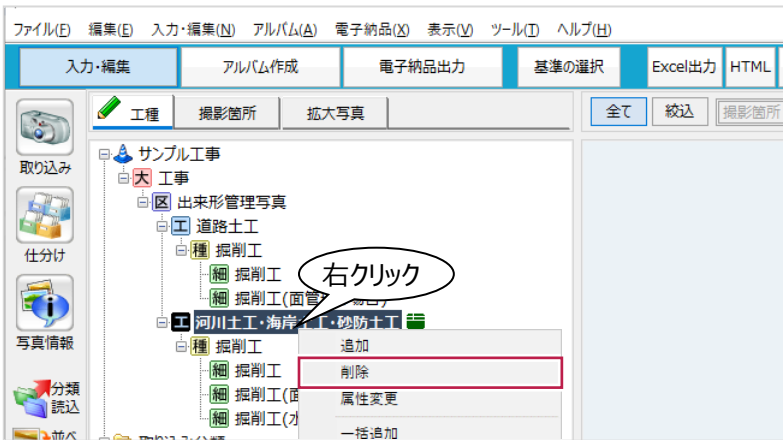 ファイル(F) 編集(E) 入力・編集(N) アルバム(A) 電子納品(X) 表示(V) ツール(T) ヘルプ(H)
入力・編集 アルバム作成 電子納品出力 基準の選択 Excel出力 HTML
工種 撮影箇所 拡大写真 全て 絞込 撮影箇所
取り込み
仕分け
写真情報
分類
読込
並べ
サンプル工事
大 工事
区 出来形管理写真
工 道路土工
種 掘削工
細 掘削工
細 掘削工(面管
右クリック
工 河川土工・海岸土工・砂防土工
種 掘削工
細 掘削工
細 掘削工(面
細 掘削工(水
追加
削除
属性変更
一括追加